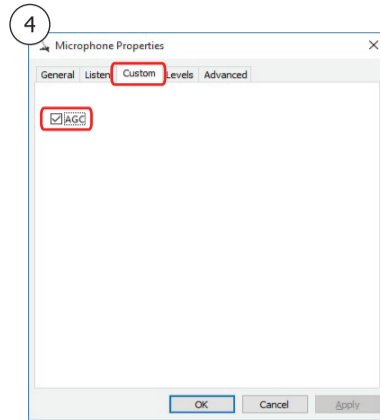 4
Microphone Properties
General Listen Custom Levels Advanced
AGC
OK Cancel Apply